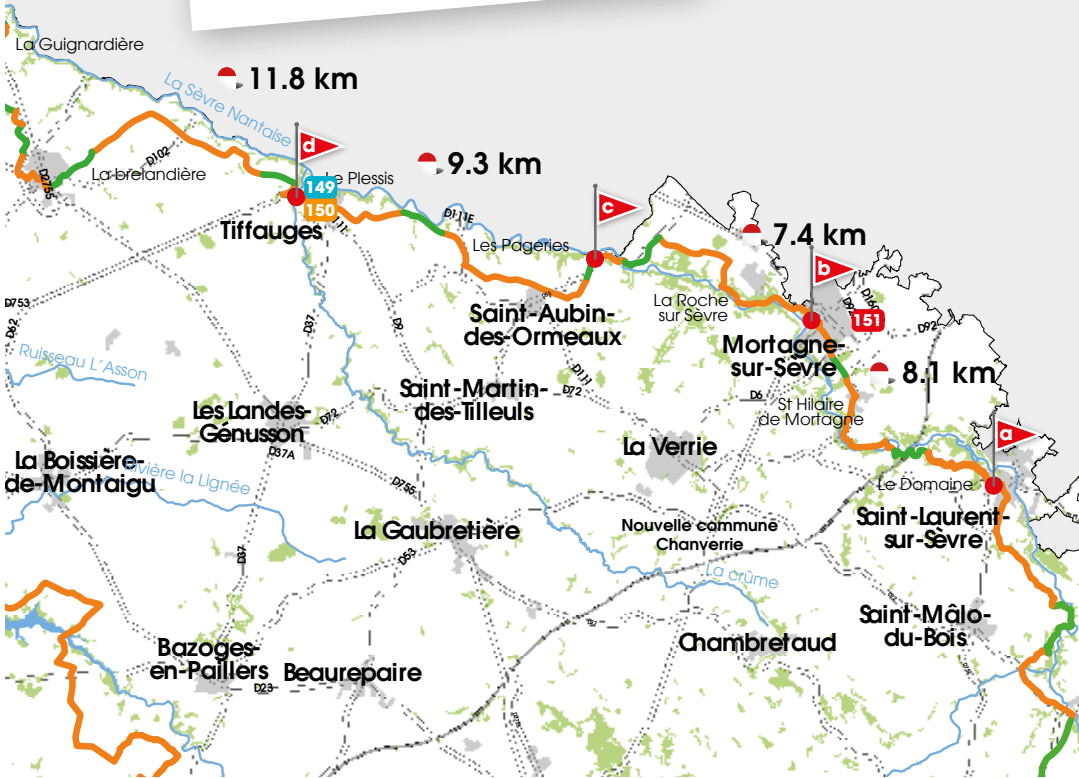 La Guignardière
11.8 km
La Sèvre Nantaise
d
9.3 km
D102
La brelandière
D2755
Le Plessis
149
150
Tiffauges
D111E
c
Les Pageries
7.4 km
b
La Roche
sur Sèvre
D160
151
D92
D753
D62
D37
D9
Saint-Aubin-
des-Ormeaux
Mortagne-
sur-Sèvre
8.1 km
Ruisseau L´Asson
D111
D72
D6
Saint-Martin-
des-Tilleuls
St Hilaire
de Mortagne
Les Landes-
Génusson
D72
D37A
a
La Verrie
La Boissière-
de-Montaigu
Rivière la Lignée
D755
Le Domaine
Saint-Laurent-
sur-Sèvre
La Gaubretière
Nouvelle commune
Chanverrie
D37
D53
La crûme
Saint-Mâlo-
du-Bois
Chambretaud
Bazoges-
en-Paillers
Beaurepaire
D23